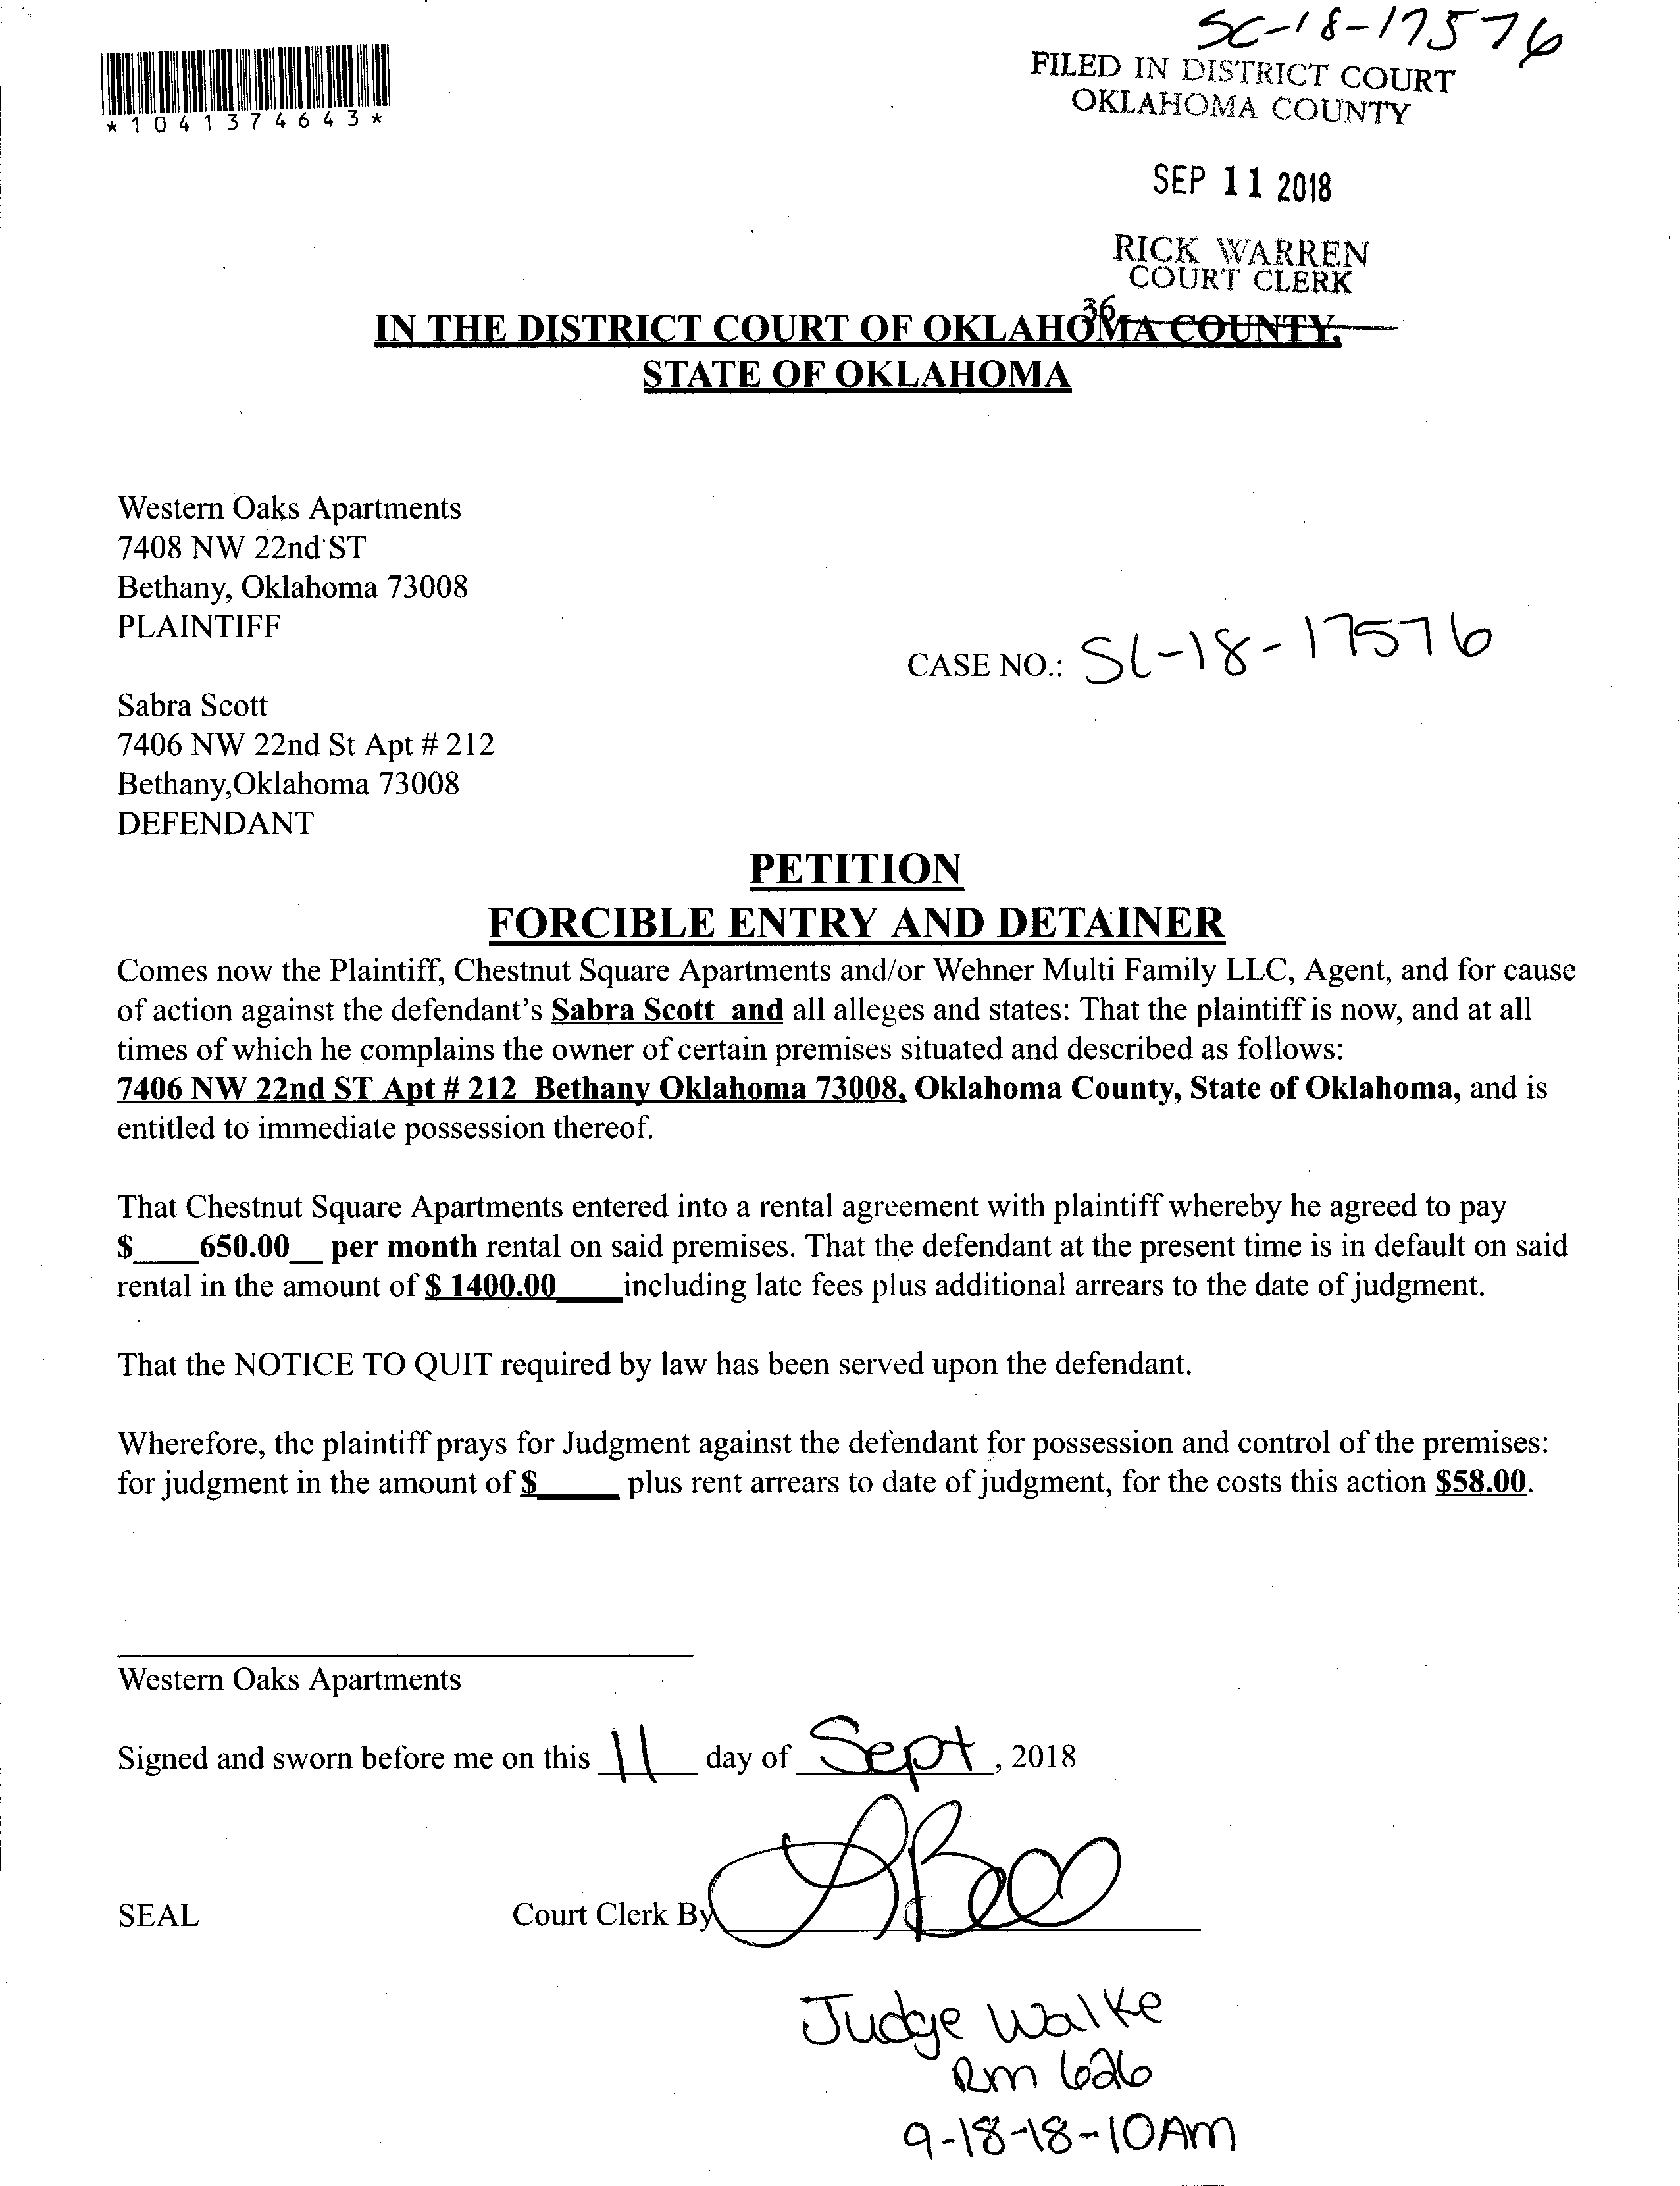 SC-18-17576
FILED IN DISTRICT COURT
OKLAHOMA COUNTY
*1041374643*
SEP 11 2018
RICK WARREN
COURT CLERK
36
IN THE DISTRICT COURT OF OKLAHOMA COUNTY,
STATE OF OKLAHOMA
Western Oaks Apartments
7408 NW 22nd ST
Bethany, Oklahoma 73008
PLAINTIFF
CASE NO.: SC-18-17576
Sabra Scott
7406 NW 22nd St Apt # 212
Bethany,Oklahoma 73008
DEFENDANT
PETITION
FORCIBLE ENTRY AND DETAINER
Comes now the Plaintiff, Chestnut Square Apartments and/or Wehner Multi Family LLC, Agent, and for cause
of action against the defendant's Sabra Scott and all alleges and states: That the plaintiff is now, and at all
times of which he complains the owner of certain premises situated and described as follows:
7406 NW 22nd ST Apt # 212 Bethany Oklahoma 73008, Oklahoma County, State of Oklahoma, and is
entitled to immediate possession thereof.
That Chestnut Square Apartments entered into a rental agreement with plaintiff whereby he agreed to pay
$____650.00__ per month rental on said premises. That the defendant at the present time is in default on said
rental in the amount of $ 1400.00____including late fees plus additional arrears to the date of judgment.
That the NOTICE TO QUIT required by law has been served upon the defendant.
Wherefore, the plaintiff prays for Judgment against the defendant for possession and control of the premises:
for judgment in the amount of $_____ plus rent arrears to date of judgment, for the costs this action $58.00.
Western Oaks Apartments
Signed and sworn before me on this 11 day of Sept, 2018
SEAL Court Clerk By
Judge Walke
Rm 626
9-18-18-10AM